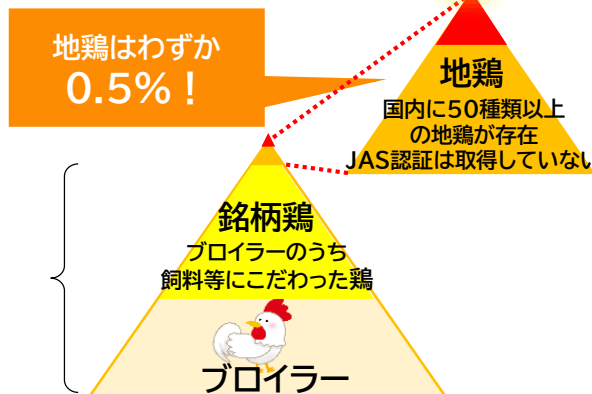 地鶏はわずか
0.5%！
地鶏
国内に50種類以上
の地鶏が存在
JAS認証は取得していない
銘柄鶏
ブロイラーのうち
飼料等にこだわった鶏
ブロイラー